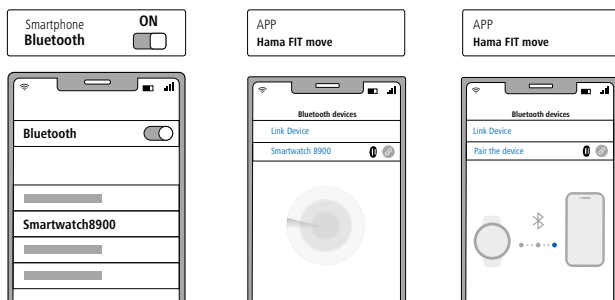 Smartphone
Bluetooth
ON
Bluetooth
Smartwatch8900
APP
Hama FIT move
Bluetooth devices
Link Device
Smartwatch 8900
APP
Hama FIT move
Bluetooth devices
Link Device
Pair the device